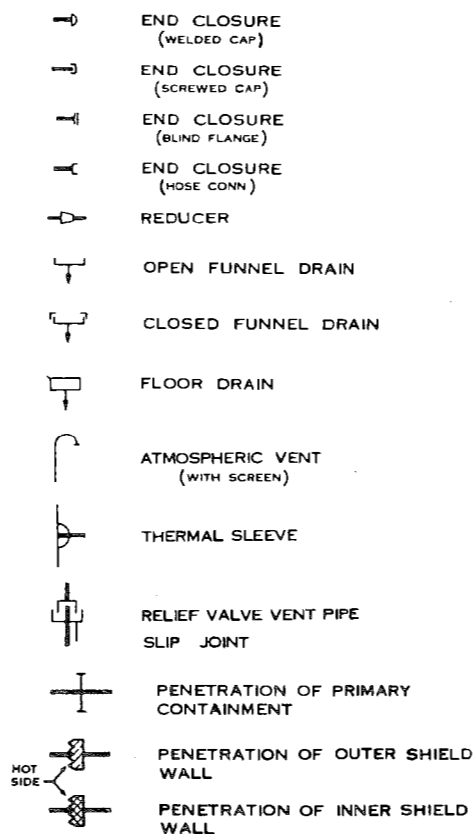 END CLOSURE
(WELDED CAP)
END CLOSURE
(SCREWED CAP)
END CLOSURE
(BLIND FLANGE)
END CLOSURE
(HOSE CONN)
REDUCER
OPEN FUNNEL DRAIN
CLOSED FUNNEL DRAIN
FLOOR DRAIN
ATMOSPHERIC VENT
(WITH SCREEN)
THERMAL SLEEVE
RELIEF VALVE VENT PIPE
SLIP JOINT
PENETRATION OF PRIMARY
CONTAINMENT
PENETRATION OF OUTER SHIELD
WALL
HOT
SIDE
PENETRATION OF INNER SHIELD
WALL